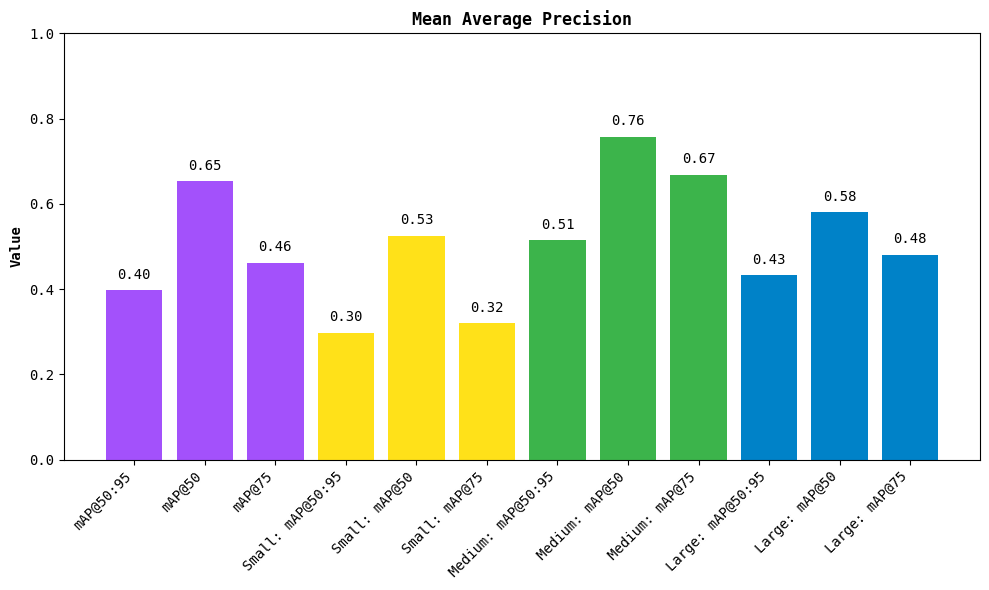 Mean Average Precision
Value
1.0
0.8
0.6
0.4
0.2
0.0
0.40
0.65
0.46
0.30
0.53
0.32
0.51
0.76
0.67
0.43
0.58
0.48
mAP@50:95
mAP@50
mAP@75
Small: mAP@50:95
Small: mAP@50
Small: mAP@75
Medium: mAP@50:95
Medium: mAP@50
Medium: mAP@75
Large: mAP@50:95
Large: mAP@50
Large: mAP@75